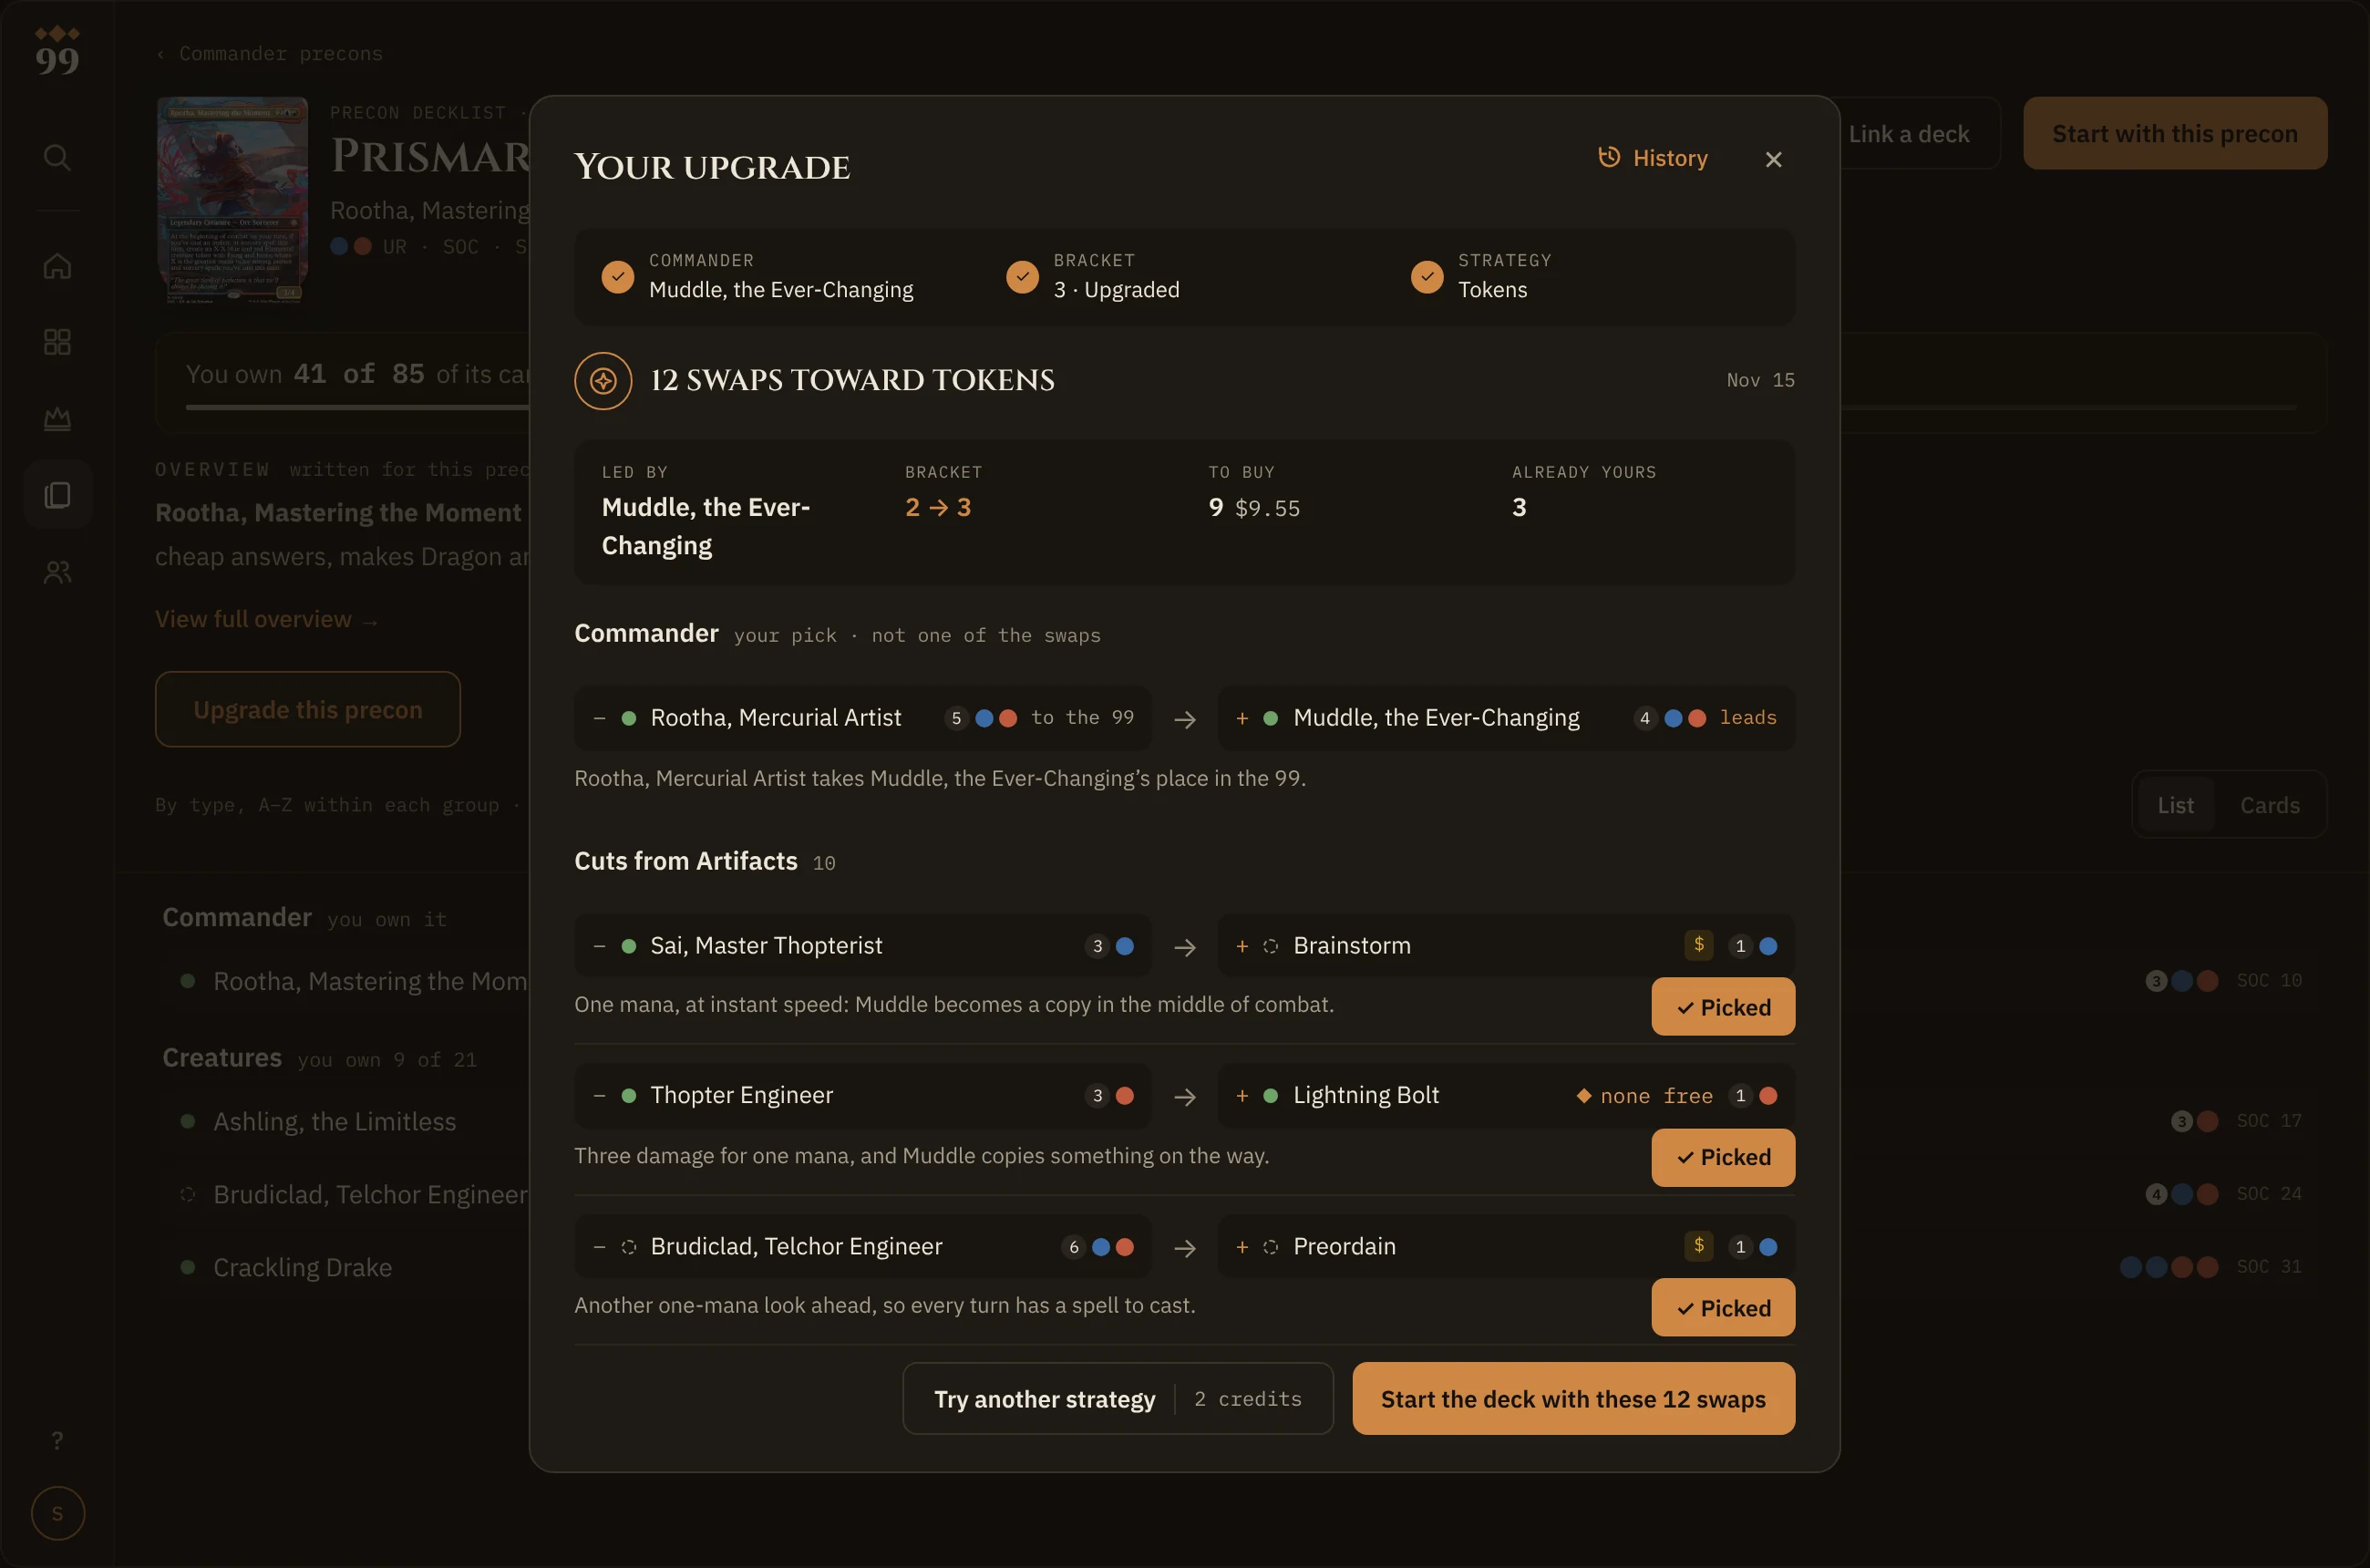 99
‹ Commander precons
PRECON DECKLIST ·
PRISMAR
Rootha, Mastering
UR · SOC · S
Link a deck
Start with this precon
You own 41 of 85 of its car
OVERVIEW written for this prec
Rootha, Mastering the Moment
cheap answers, makes Dragon an
View full overview →
Upgrade this precon
By type, A–Z within each group ·
List
Cards
Commander you own it
Rootha, Mastering the Mom
3 SOC 10
Creatures you own 9 of 21
Ashling, the Limitless
3 SOC 17
Brudiclad, Telchor Engineer
4 SOC 24
Crackling Drake
SOC 31
?
S
YOUR UPGRADE
History
COMMANDER
Muddle, the Ever-Changing
BRACKET
3 · Upgraded
STRATEGY
Tokens
12 SWAPS TOWARD TOKENS
Nov 15
LED BY
Muddle, the Ever-
Changing
BRACKET
2 → 3
TO BUY
9 $9.55
ALREADY YOURS
3
Commander your pick · not one of the swaps
− Rootha, Mercurial Artist 5 to the 99 → + Muddle, the Ever-Changing 4 leads
Rootha, Mercurial Artist takes Muddle, the Ever-Changing’s place in the 99.
Cuts from Artifacts 10
− Sai, Master Thopterist 3 → + Brainstorm $ 1
One mana, at instant speed: Muddle becomes a copy in the middle of combat.
✓ Picked
− Thopter Engineer 3 → + Lightning Bolt ◆ none free 1
Three damage for one mana, and Muddle copies something on the way.
✓ Picked
− Brudiclad, Telchor Engineer 6 → + Preordain $ 1
Another one-mana look ahead, so every turn has a spell to cast.
✓ Picked
Try another strategy | 2 credits
Start the deck with these 12 swaps